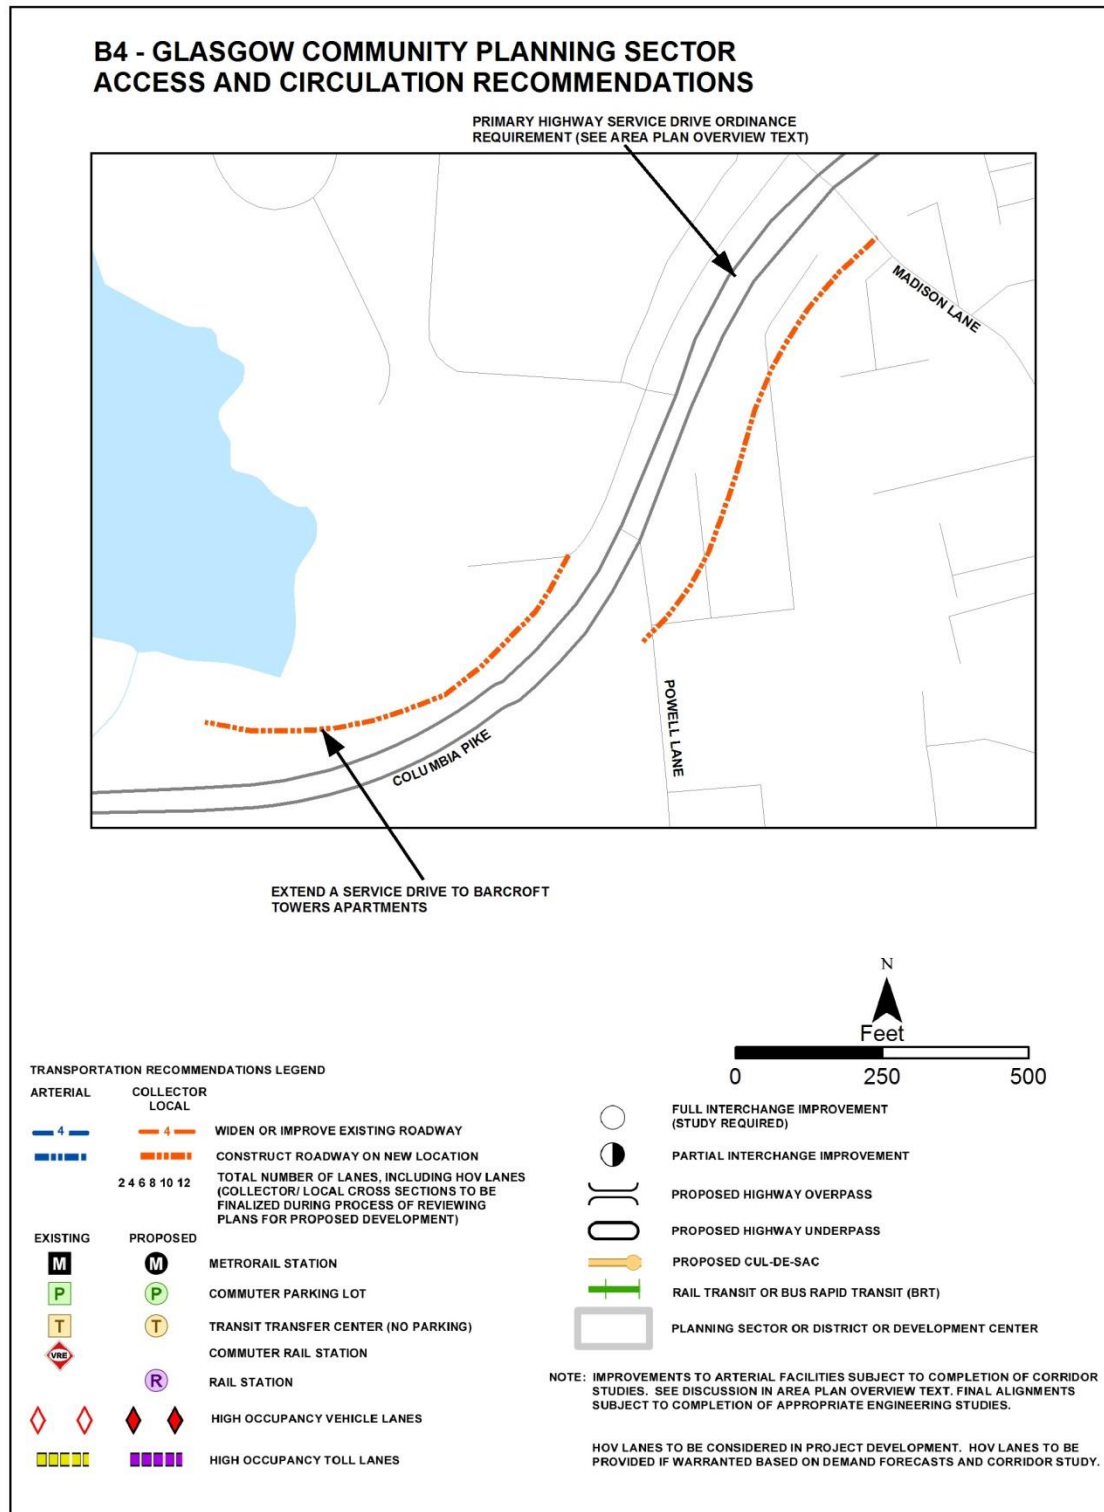 B4 - GLASGOW COMMUNITY PLANNING SECTOR
ACCESS AND CIRCULATION RECOMMENDATIONS
PRIMARY HIGHWAY SERVICE DRIVE ORDINANCE
REQUIREMENT (SEE AREA PLAN OVERVIEW TEXT)
MADISON LANE
POWELL LANE
COLUMBIA PIKE
EXTEND A SERVICE DRIVE TO BARCROFT
TOWERS APARTMENTS
N
Feet
0 250 500
TRANSPORTATION RECOMMENDATIONS LEGEND
ARTERIAL COLLECTOR
LOCAL
4 4 WIDEN OR IMPROVE EXISTING ROADWAY
CONSTRUCT ROADWAY ON NEW LOCATION
2 4 6 8 10 12 TOTAL NUMBER OF LANES, INCLUDING HOV LANES
(COLLECTOR/ LOCAL CROSS SECTIONS TO BE
FINALIZED DURING PROCESS OF REVIEWING
PLANS FOR PROPOSED DEVELOPMENT)
EXISTING PROPOSED
M M METRORAIL STATION
P P COMMUTER PARKING LOT
T T TRANSIT TRANSFER CENTER (NO PARKING)
VRE COMMUTER RAIL STATION
R RAIL STATION
HIGH OCCUPANCY VEHICLE LANES
HIGH OCCUPANCY TOLL LANES
FULL INTERCHANGE IMPROVEMENT
(STUDY REQUIRED)
PARTIAL INTERCHANGE IMPROVEMENT
PROPOSED HIGHWAY OVERPASS
PROPOSED HIGHWAY UNDERPASS
PROPOSED CUL-DE-SAC
RAIL TRANSIT OR BUS RAPID TRANSIT (BRT)
PLANNING SECTOR OR DISTRICT OR DEVELOPMENT CENTER
NOTE: IMPROVEMENTS TO ARTERIAL FACILITIES SUBJECT TO COMPLETION OF CORRIDOR
STUDIES. SEE DISCUSSION IN AREA PLAN OVERVIEW TEXT. FINAL ALIGNMENTS
SUBJECT TO COMPLETION OF APPROPRIATE ENGINEERING STUDIES.
HOV LANES TO BE CONSIDERED IN PROJECT DEVELOPMENT. HOV LANES TO BE
PROVIDED IF WARRANTED BASED ON DEMAND FORECASTS AND CORRIDOR STUDY.